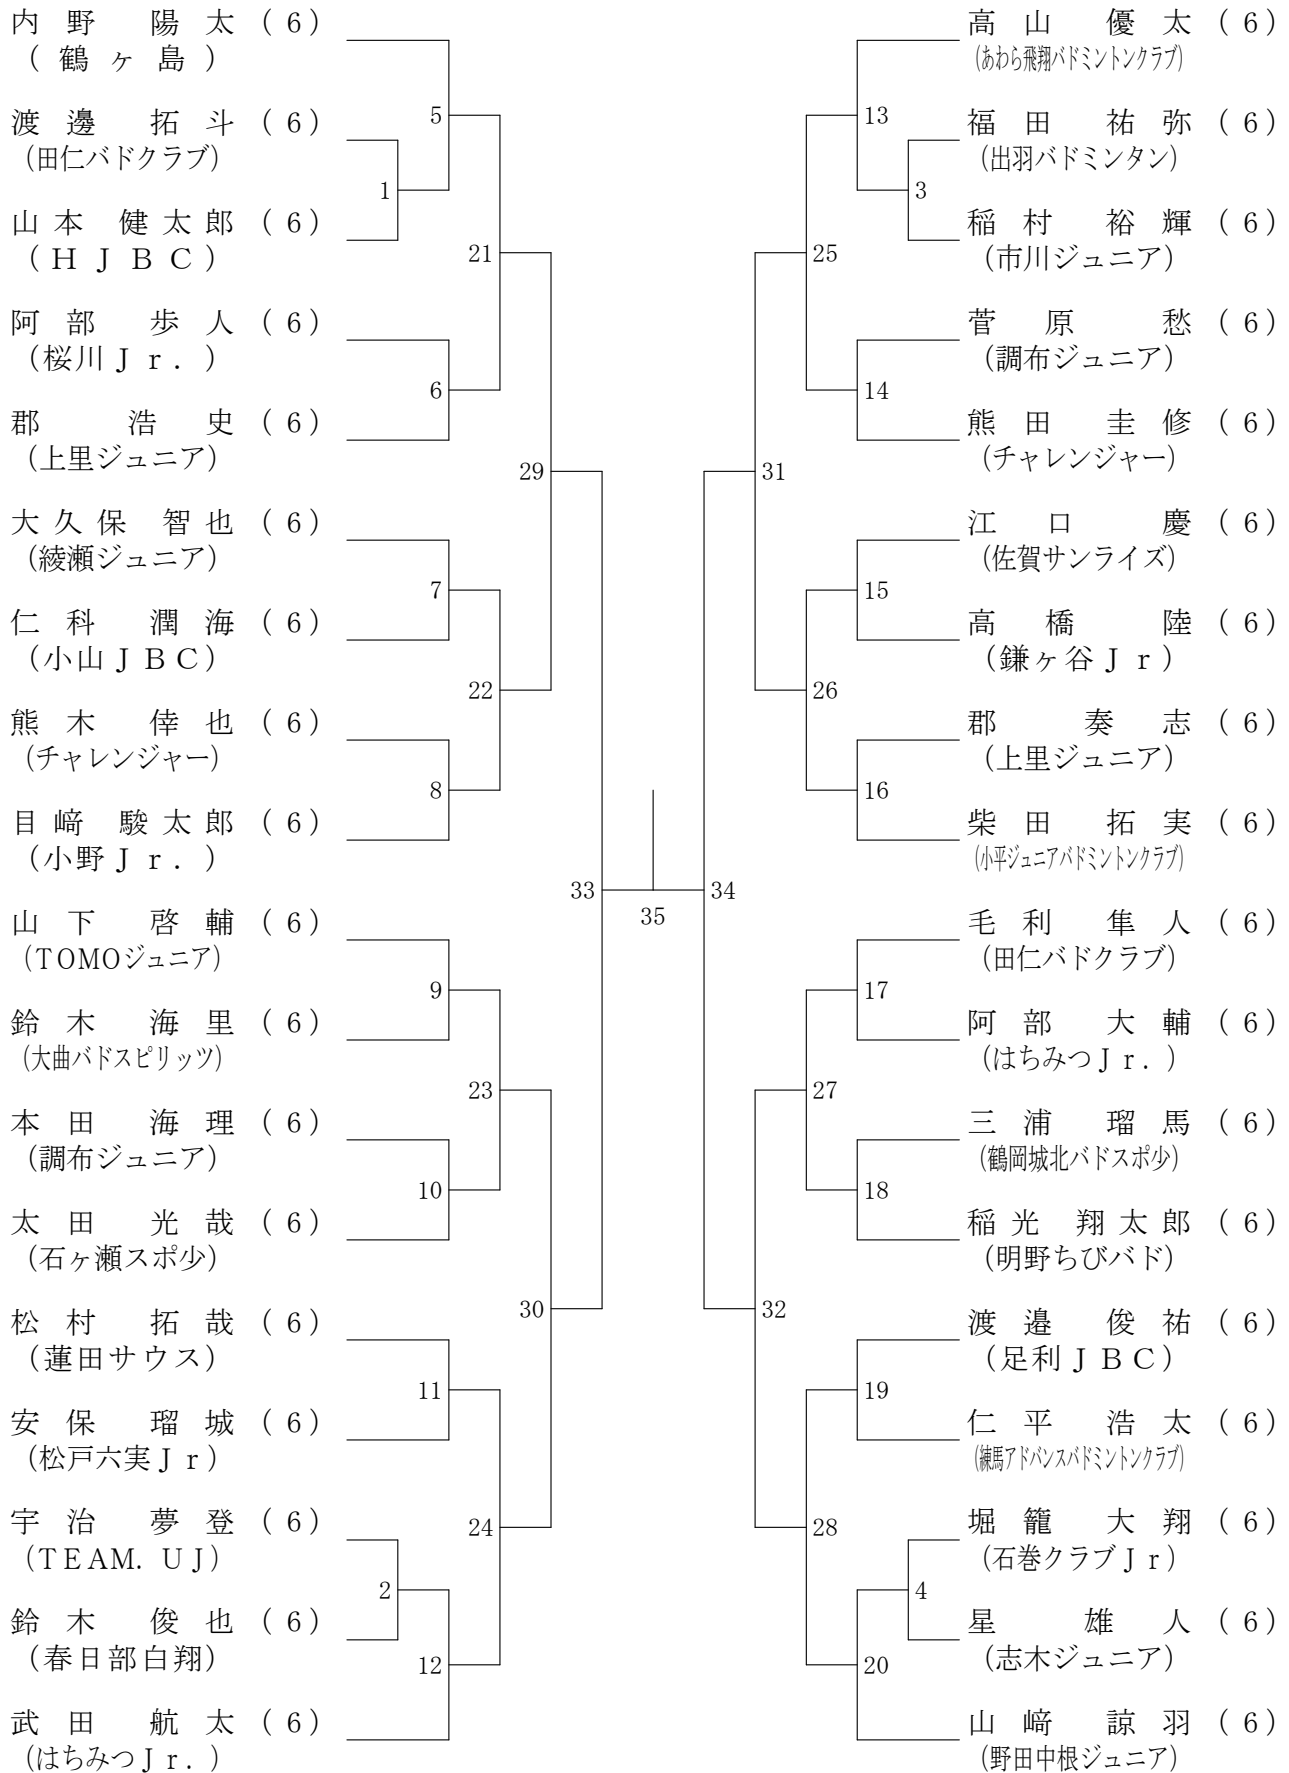 内野 陽太(6)
(鶴ヶ島)
渡邊 拓斗(6)
(田仁バドクラブ)
山本 健太郎(6)
(HJBC)
阿部 歩人(6)
(桜川Jr.)
郡 浩史(6)
(上里ジュニア)
大久保 智也(6)
(綾瀬ジュニア)
仁科 潤海(6)
(小山JBC)
熊木 倖也(6)
(チャレンジャー)
目﨑 駿太郎(6)
(小野Jr.)
山下 啓輔(6)
(TOMOジュニア)
鈴木 海里(6)
(大曲バドスピリッツ)
本田 海理(6)
(調布ジュニア)
太田 光哉(6)
(石ヶ瀬スポ少)
松村 拓哉(6)
(蓮田サウス)
安保 瑠城(6)
(松戸六実Jr)
宇治 夢登(6)
(TEAM. UJ)
鈴木 俊也(6)
(春日部白翔)
武田 航太(6)
(はちみつJr.)
1
2
5
6
7
8
9
10
11
12
21
22
23
24
29
30
33
35
34
31
32
25
26
27
28
13
14
15
16
17
18
19
20
3
4
高山 優太(6)
(あわら飛翔バドミントンクラブ)
福田 祐弥(6)
(出羽バドミンタン)
稲村 裕輝(6)
(市川ジュニア)
菅原 愁(6)
(調布ジュニア)
熊田 圭修(6)
(チャレンジャー)
江口 慶(6)
(佐賀サンライズ)
高橋 陸(6)
(鎌ヶ谷Jr)
郡 奏志(6)
(上里ジュニア)
柴田 拓実(6)
(小平ジュニアバドミントンクラブ)
毛利 隼人(6)
(田仁バドクラブ)
阿部 大輔(6)
(はちみつJr.)
三浦 瑠馬(6)
(鶴岡城北バドスポ少)
稲光 翔太郎(6)
(明野ちびバド)
渡邉 俊祐(6)
(足利JBC)
仁平 浩太(6)
(練馬アドバンスバドミントンクラブ)
堀籠 大翔(6)
(石巻クラブJr)
星 雄人(6)
(志木ジュニア)
山﨑 諒羽(6)
(野田中根ジュニア)